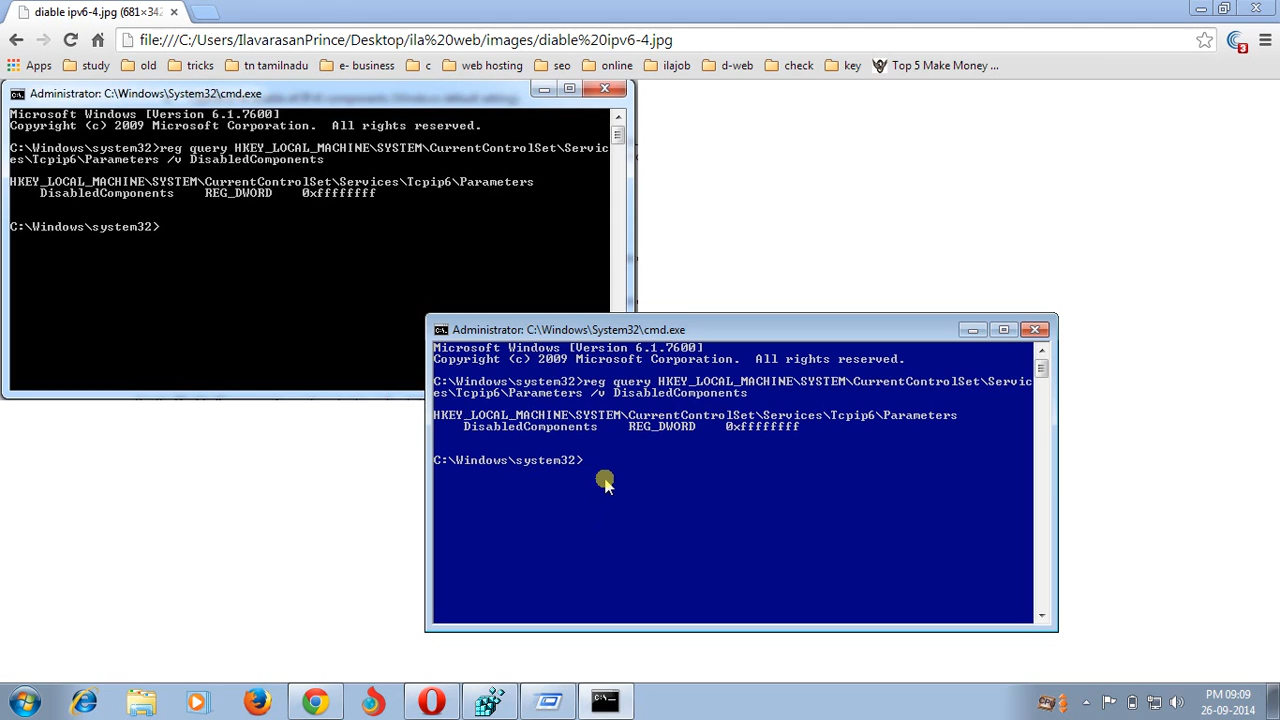 diable ipv6-4.jpg (681×342
file:///C:/Users/IlavarasanPrince/Desktop/ila%20web/images/diable%20ipv6-4.jpg
3
Apps study old tricks tn tamilnadu e- business c web hosting seo online ilajob d-web check key Top 5 Make Money ...
Administrator: C:\Windows\System32\cmd.exe
Microsoft Windows [Version 6.1.7600]
Copyright (c) 2009 Microsoft Corporation. All rights reserved.
C:\Windows\system32>reg query HKEY_LOCAL_MACHINE\SYSTEM\CurrentControlSet\Servic
es\Tcpip6\Parameters /v DisabledComponents
HKEY_LOCAL_MACHINE\SYSTEM\CurrentControlSet\Services\Tcpip6\Parameters
DisabledComponents REG_DWORD 0xffffffff
C:\Windows\system32>
Administrator: C:\Windows\System32\cmd.exe
Microsoft Windows [Version 6.1.7600]
Copyright (c) 2009 Microsoft Corporation. All rights reserved.
C:\Windows\system32>reg query HKEY_LOCAL_MACHINE\SYSTEM\CurrentControlSet\Servic
es\Tcpip6\Parameters /v DisabledComponents
HKEY_LOCAL_MACHINE\SYSTEM\CurrentControlSet\Services\Tcpip6\Parameters
DisabledComponents REG_DWORD 0xffffffff
C:\Windows\system32>
PM 09:09
26-09-2014